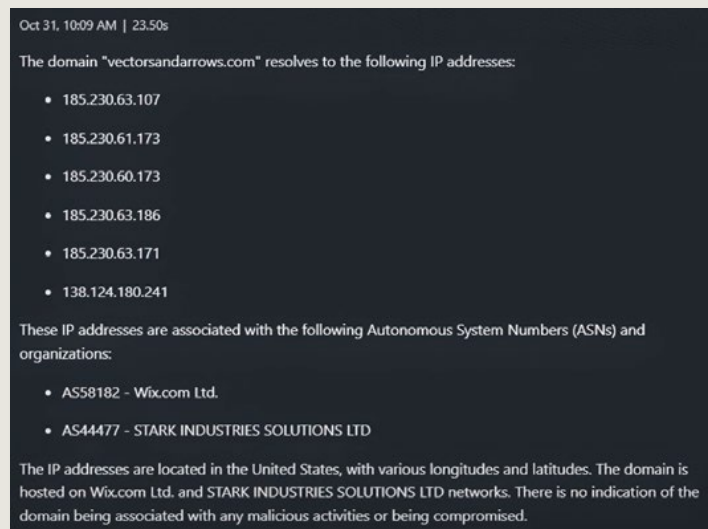 Oct 31, 10:09 AM | 23.50s
The domain "vectorsandarrows.com" resolves to the following IP addresses:
• 185.230.63.107
• 185.230.61.173
• 185.230.60.173
• 185.230.63.186
• 185.230.63.171
• 138.124.180.241
These IP addresses are associated with the following Autonomous System Numbers (ASNs) and
organizations:
• AS58182 - Wix.com Ltd.
• AS44477 - STARK INDUSTRIES SOLUTIONS LTD
The IP addresses are located in the United States, with various longitudes and latitudes. The domain is
hosted on Wix.com Ltd. and STARK INDUSTRIES SOLUTIONS LTD networks. There is no indication of the
domain being associated with any malicious activities or being compromised.